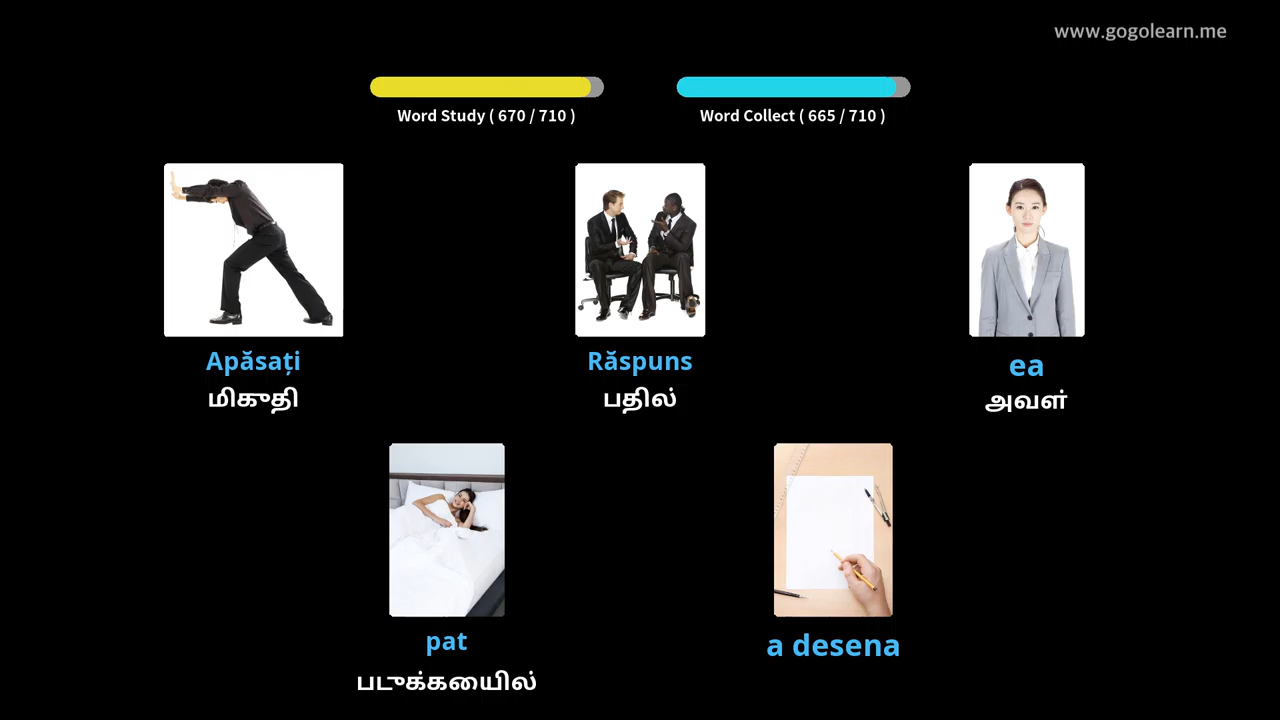 www.gogolearn.me
Word Study ( 670 / 710 )
Word Collect ( 665 / 710 )
Apăsați
மிகுதி
Răspuns
பதில்
ea
அவள்
pat
படுக்கையில்
a desena